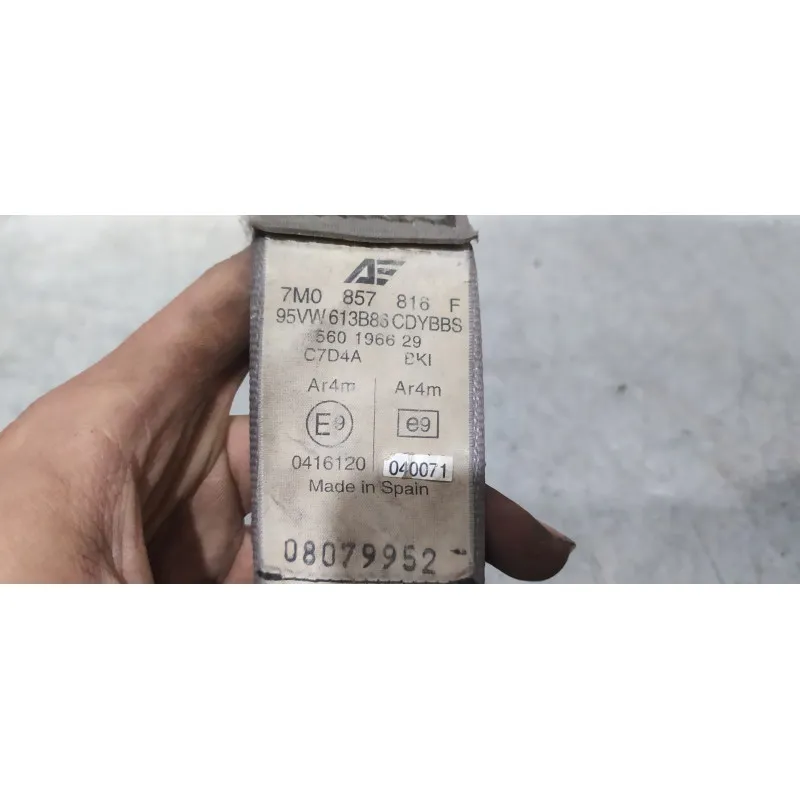 AE
7M0 857 816 F
95VW 613B86 CDYBBS
560 1966 29
C7D4A BKI
Ar4m Ar4m
E9 e9
0416120 040071
Made in Spain
08079952